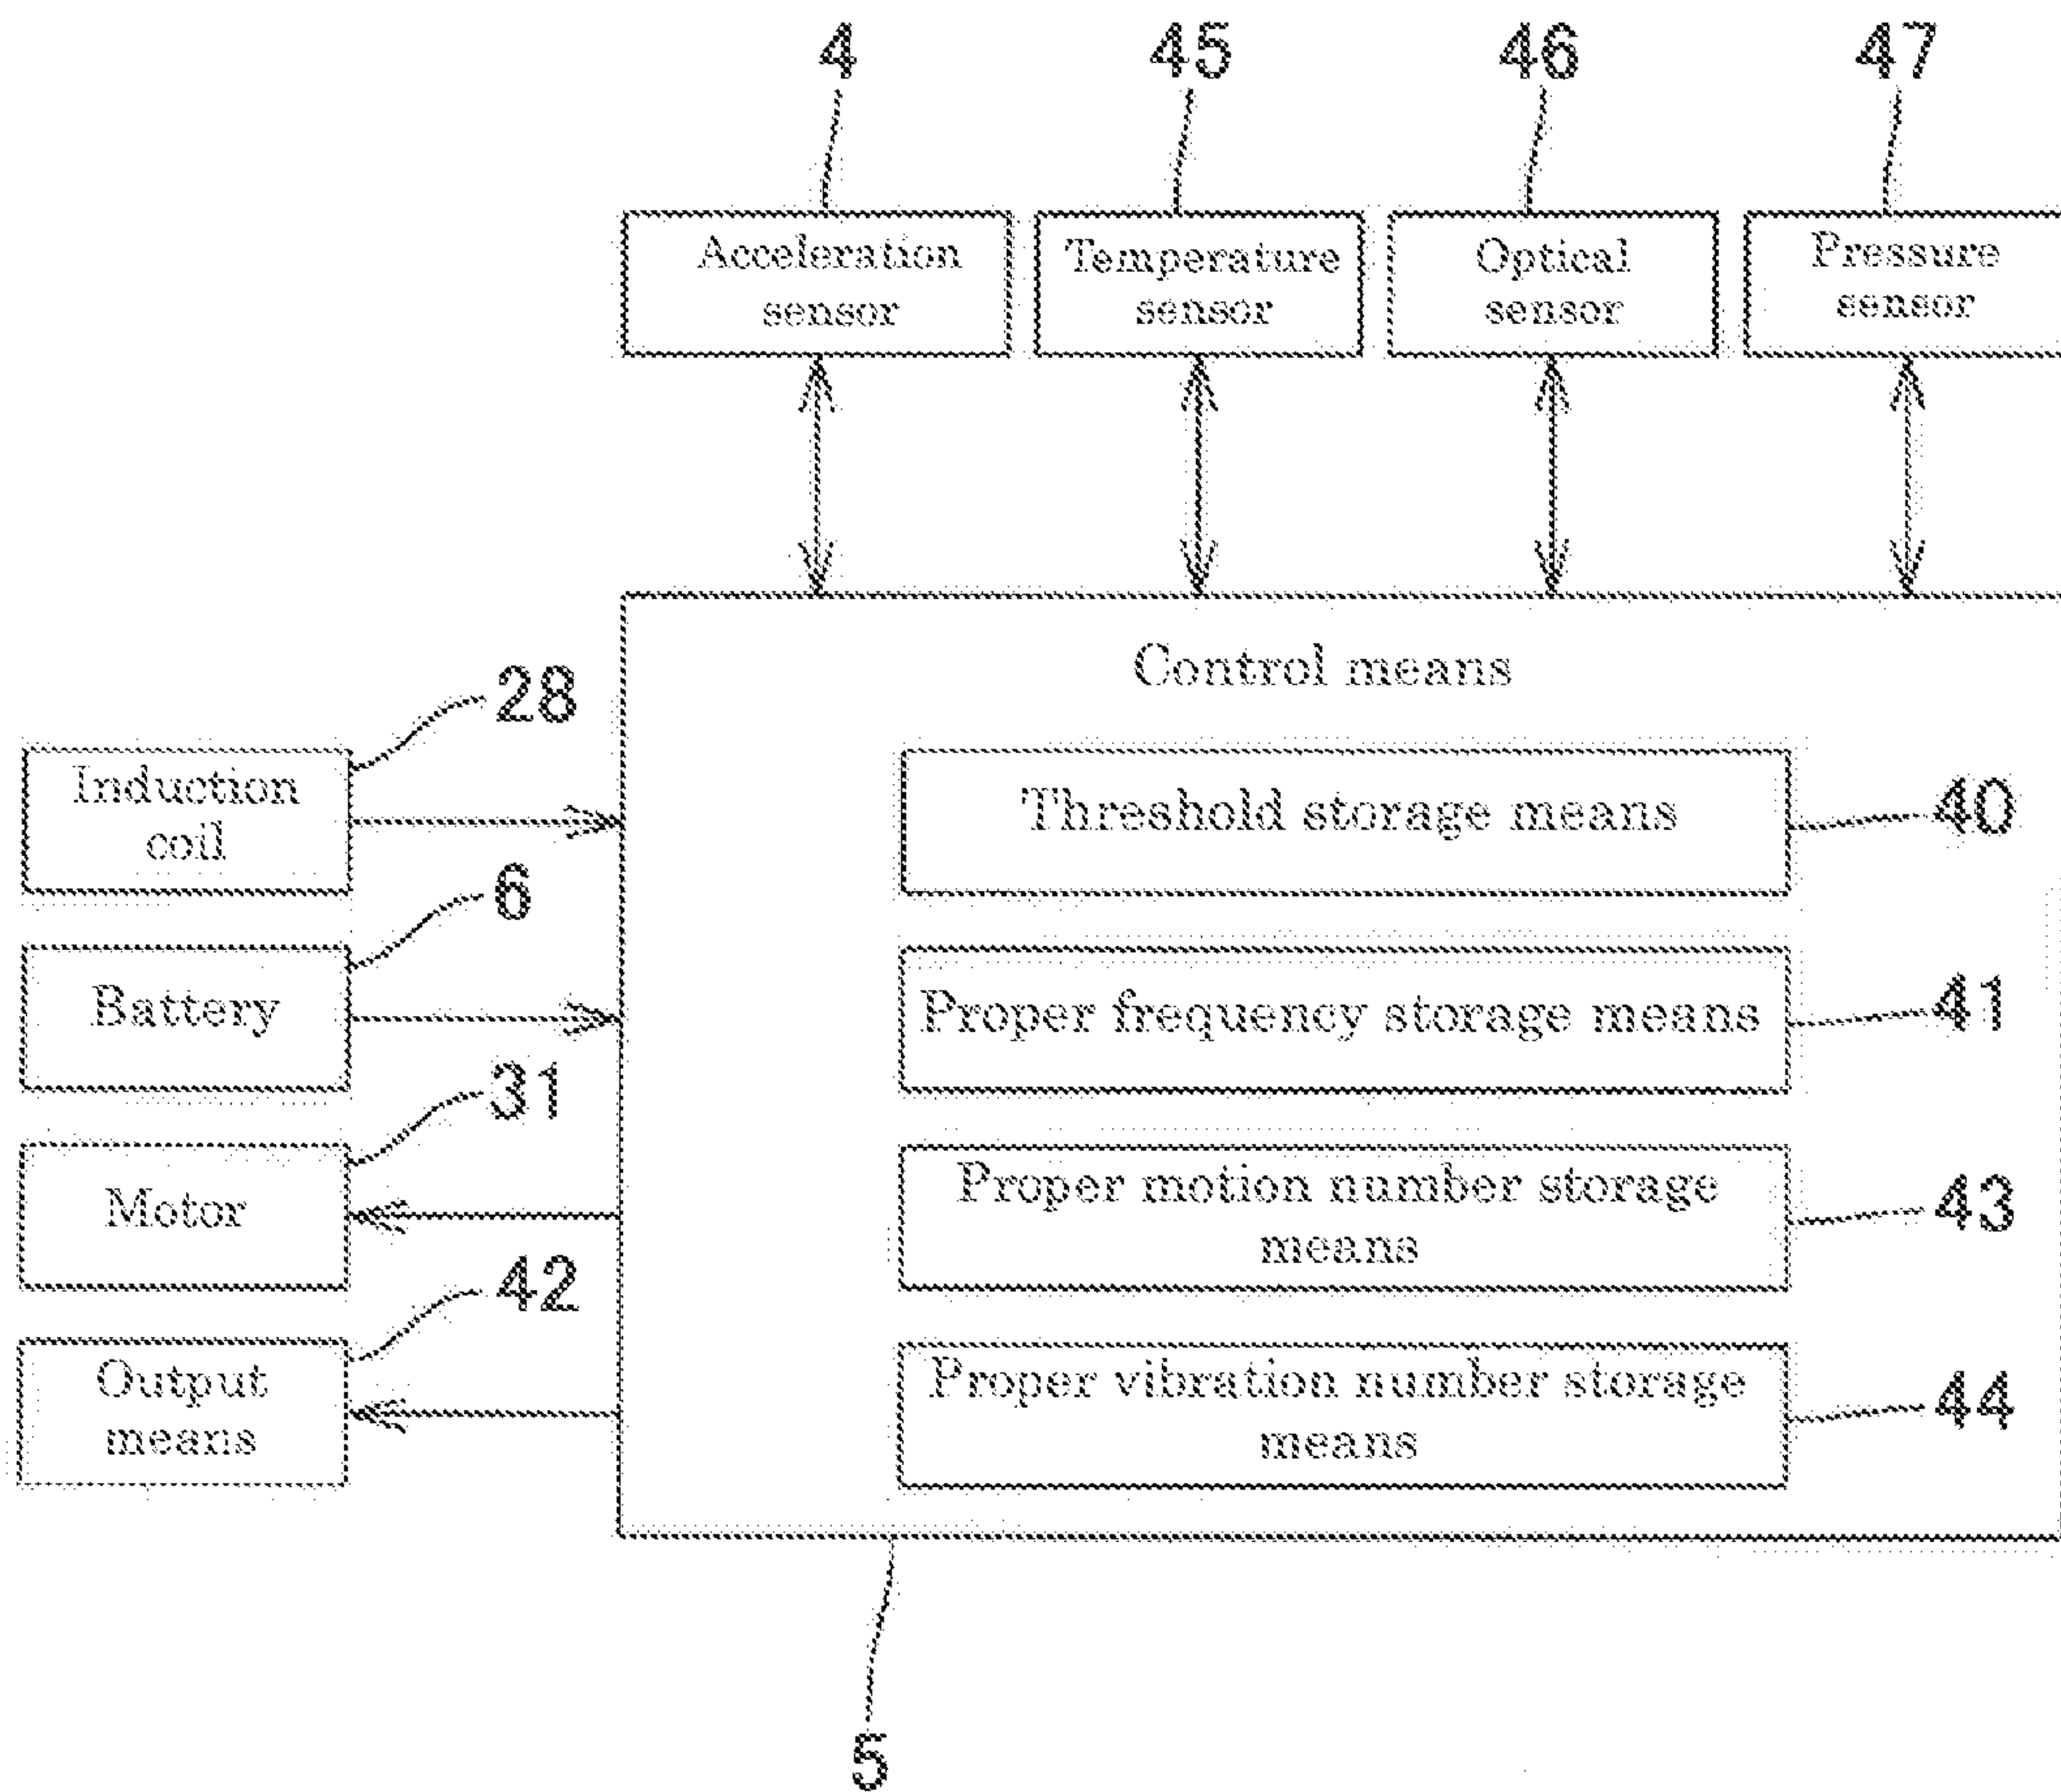 4 45 46 47
Acceleration
sensor
Temperature
sensor
Optical
sensor
Pressure
sensor
Control means
28
Induction
coil
Threshold storage means
40
6
Battery
Proper frequency storage means
41
31
Motor
Proper motion number storage
means
43
42
Output
means
Proper vibration number storage
means
44
5